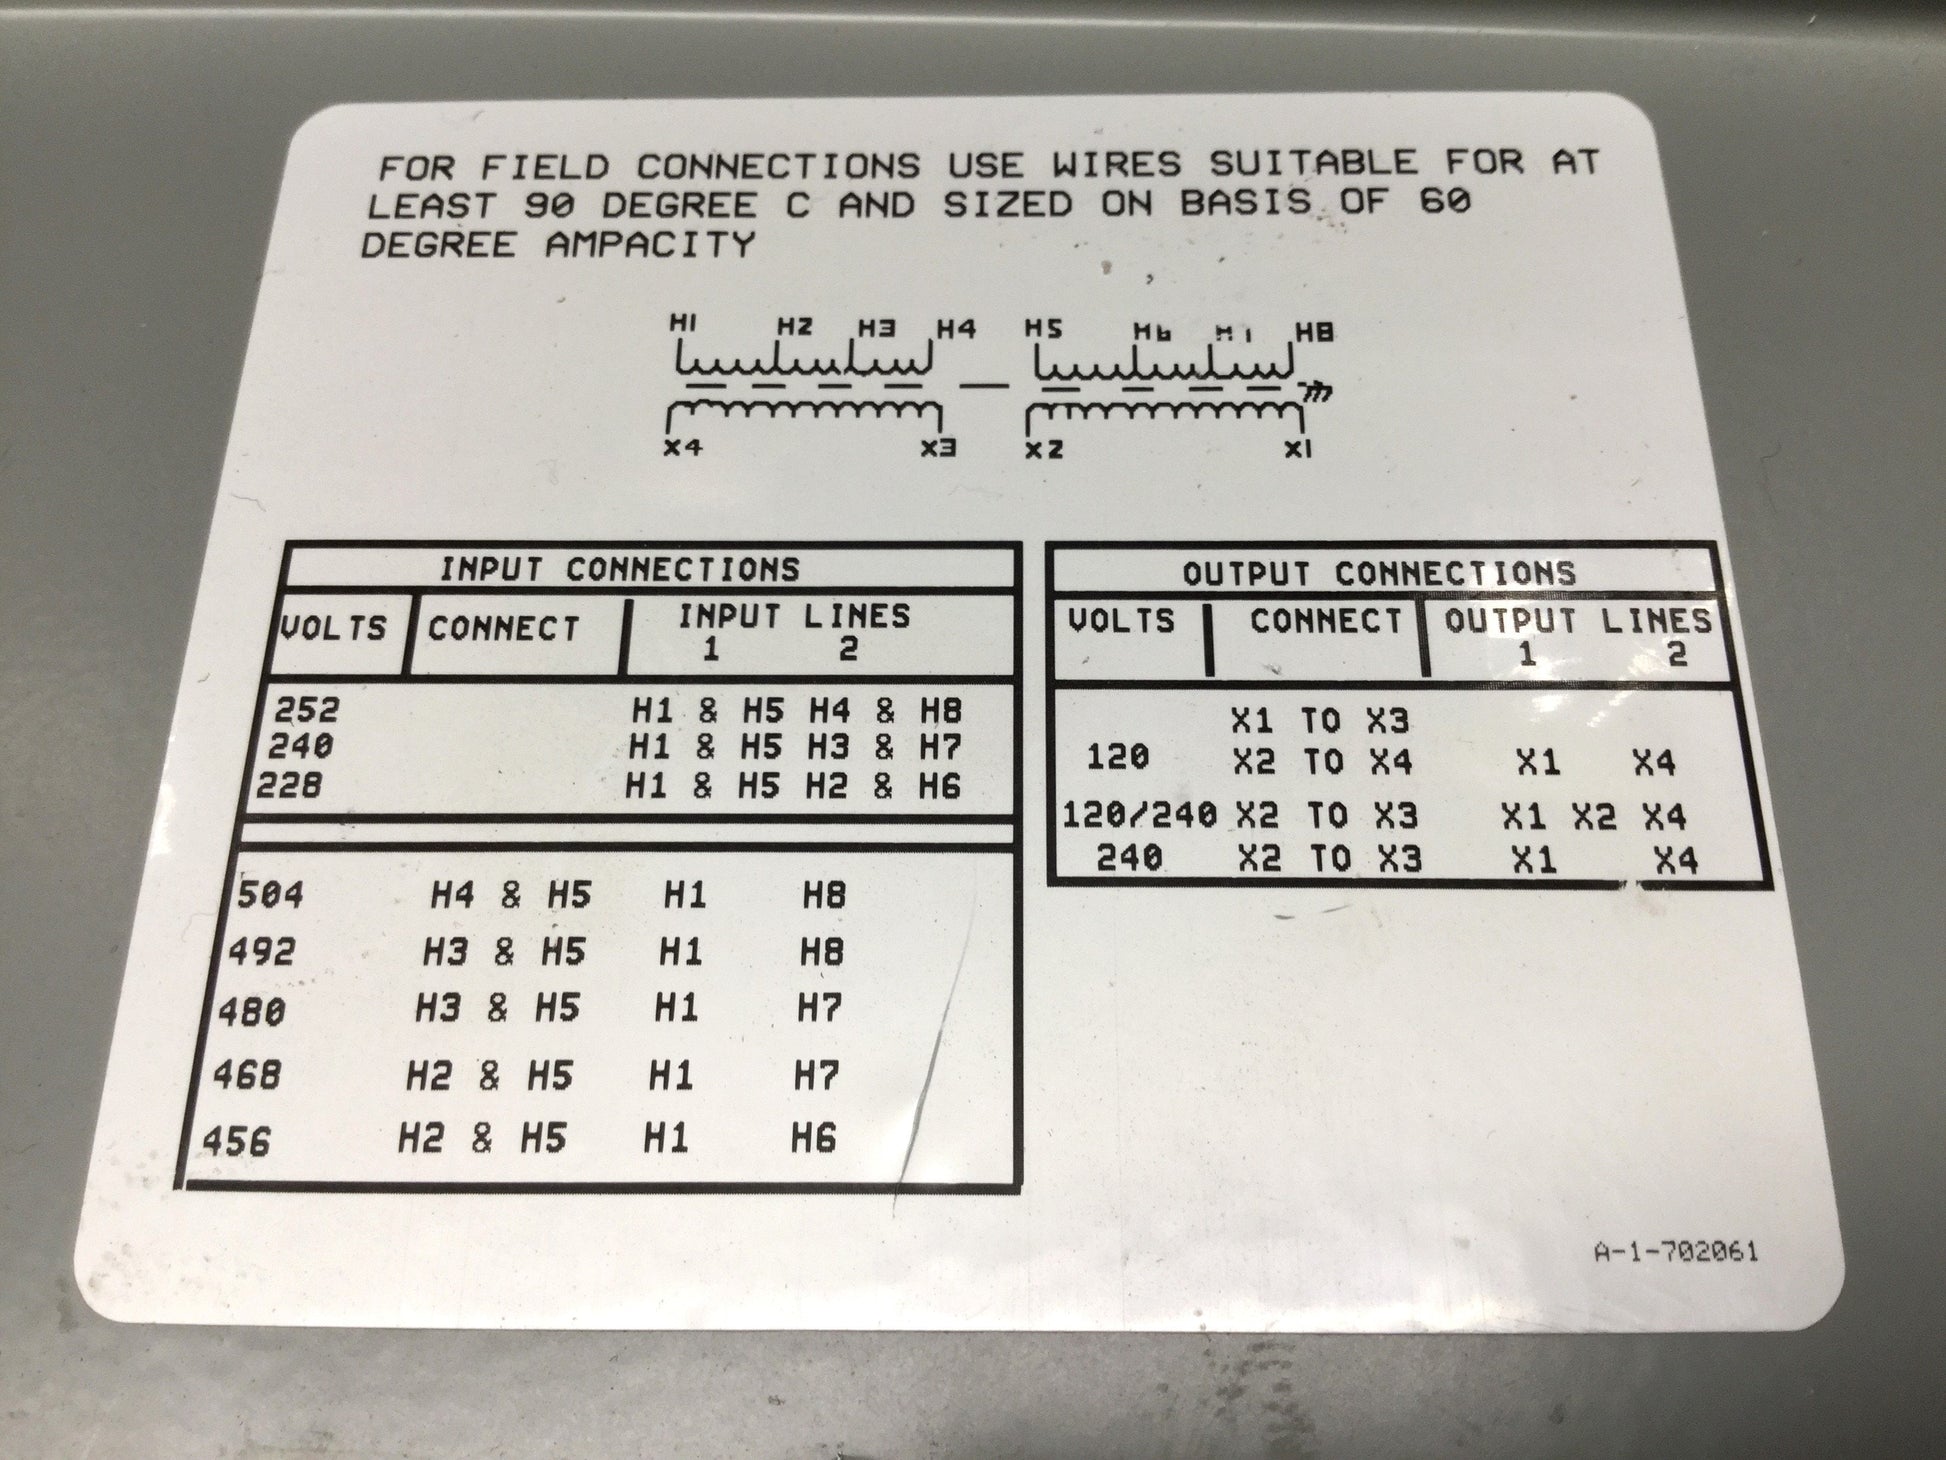 FOR FIELD CONNECTIONS USE WIRES SUITABLE FOR AT
LEAST 90 DEGREE C AND SIZED ON BASIS OF 60
DEGREE AMPACITY
H1 H2 H3 H4 H5 H6 H8
X4 X3 X2 X1
INPUT CONNECTIONS
VOLTS CONNECT INPUT LINES
1 2
252 H1 & H5 H4 & H8
240 H1 & H5 H3 & H7
228 H1 & H5 H2 & H6
504 H4 & H5 H1 H8
492 H3 & H5 H1 H8
480 H3 & H5 H1 H7
468 H2 & H5 H1 H7
456 H2 & H5 H1 H6
OUTPUT CONNECTIONS
VOLTS CONNECT OUTPUT LINES
1 2
X1 TO X3
120 X2 TO X4 X1 X4
120/240 X2 TO X3 X1 X2 X4
240 X2 TO X3 X1 X4
A-1-702061